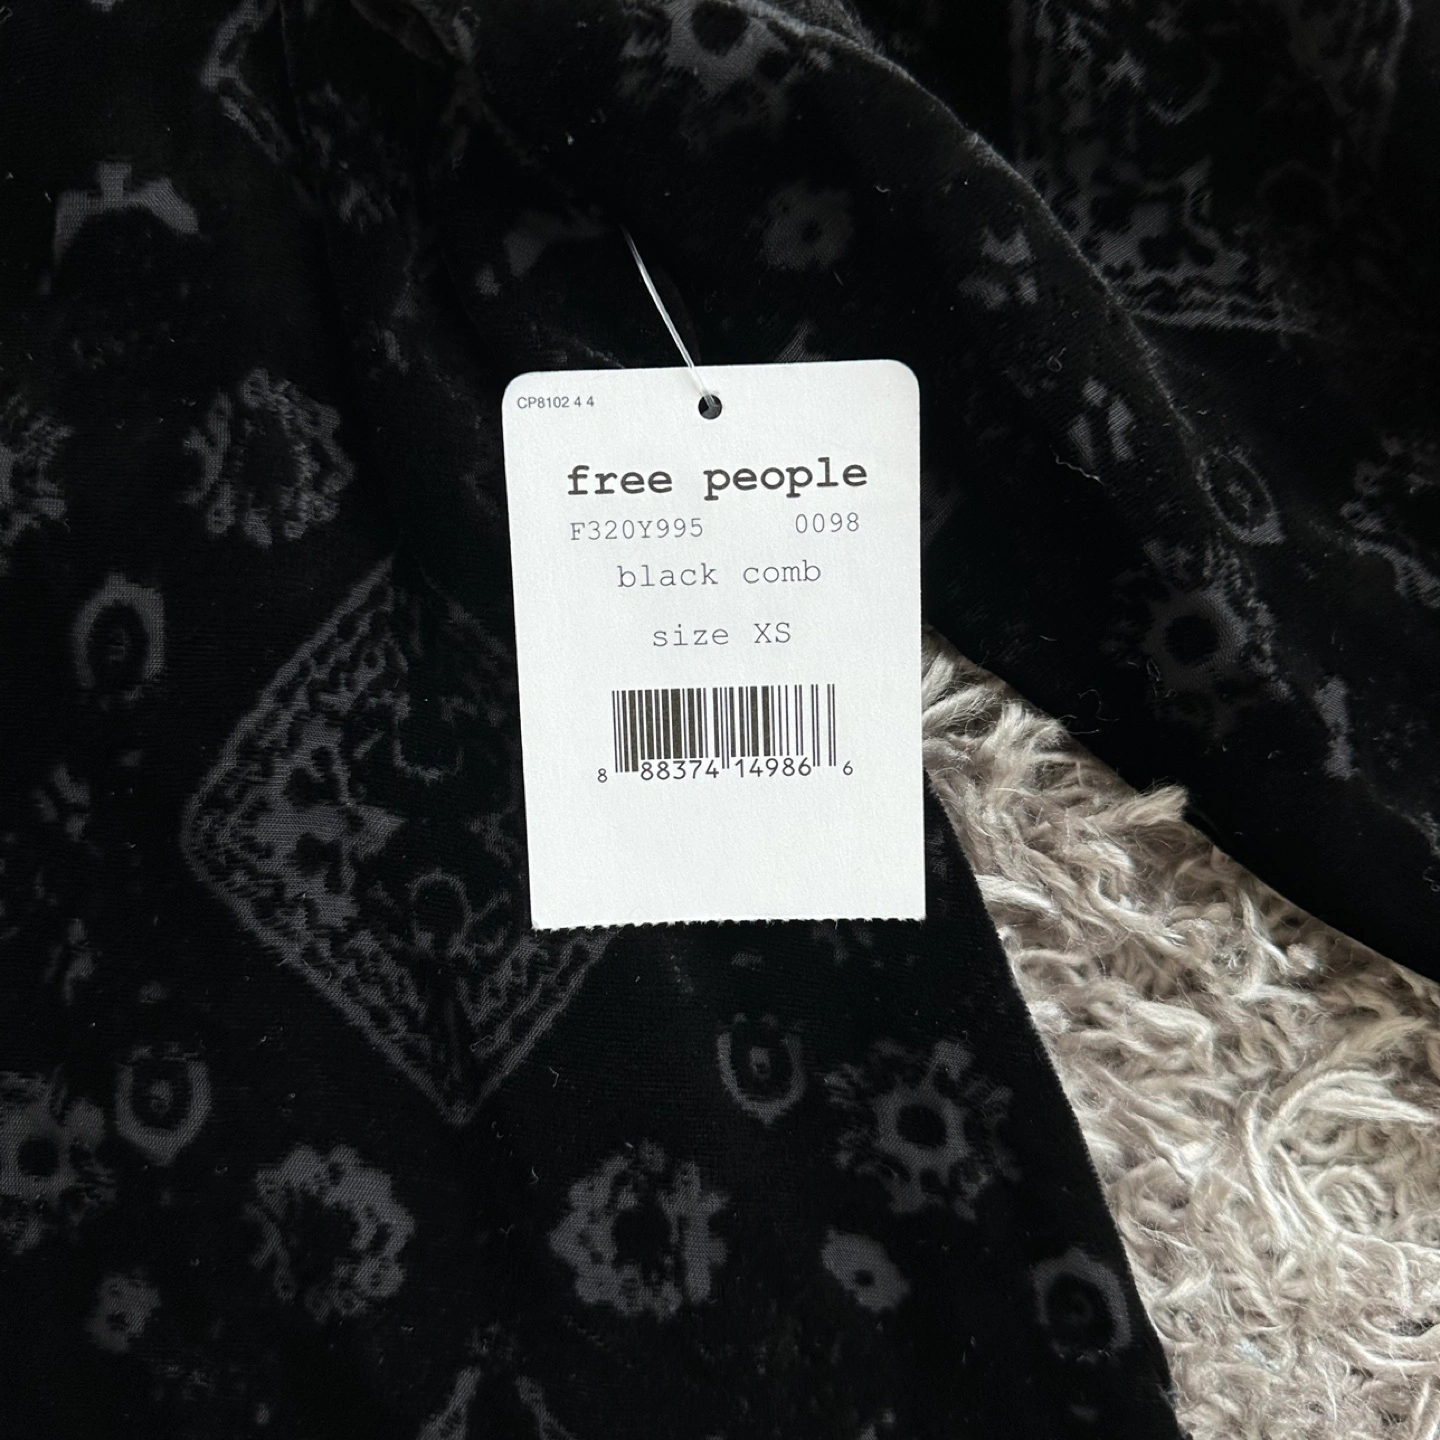 CP8102 4 4
free people
F320Y995 0098
black comb
size XS
8 88374 14986 6